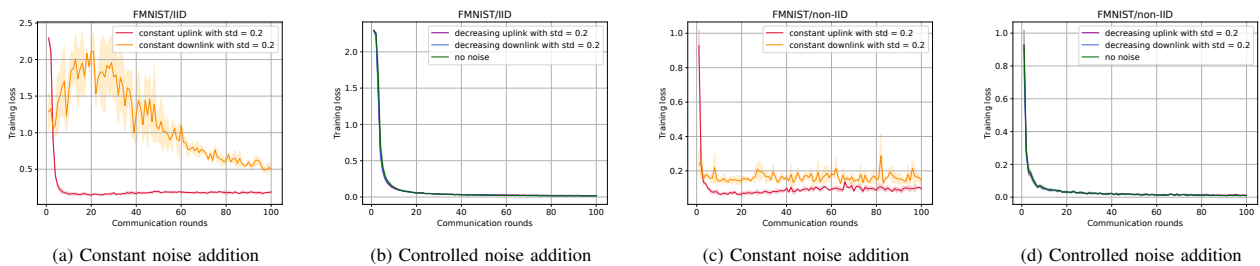 FMNIST/IID
2.5
2.0
1.5
1.0
0.5
0 20 40 60 80 100
Training loss
Communication rounds
constant uplink with std = 0.2
constant downlink with std = 0.2
(a) Constant noise addition
FMNIST/IID
2.0
1.5
1.0
0.5
0.0
0 20 40 60 80 100
Training loss
Communication rounds
decreasing uplink with std = 0.2
decreasing downlink with std = 0.2
no noise
(b) Controlled noise addition
FMNIST/non-IID
1.0
0.8
0.6
0.4
0.2
0 20 40 60 80 100
Training loss
Communication rounds
constant uplink with std = 0.2
constant downlink with std = 0.2
(c) Constant noise addition
FMNIST/non-IID
1.0
0.8
0.6
0.4
0.2
0.0
0 20 40 60 80 100
Training loss
Communication rounds
decreasing uplink with std = 0.2
decreasing downlink with std = 0.2
no noise
(d) Controlled noise addition